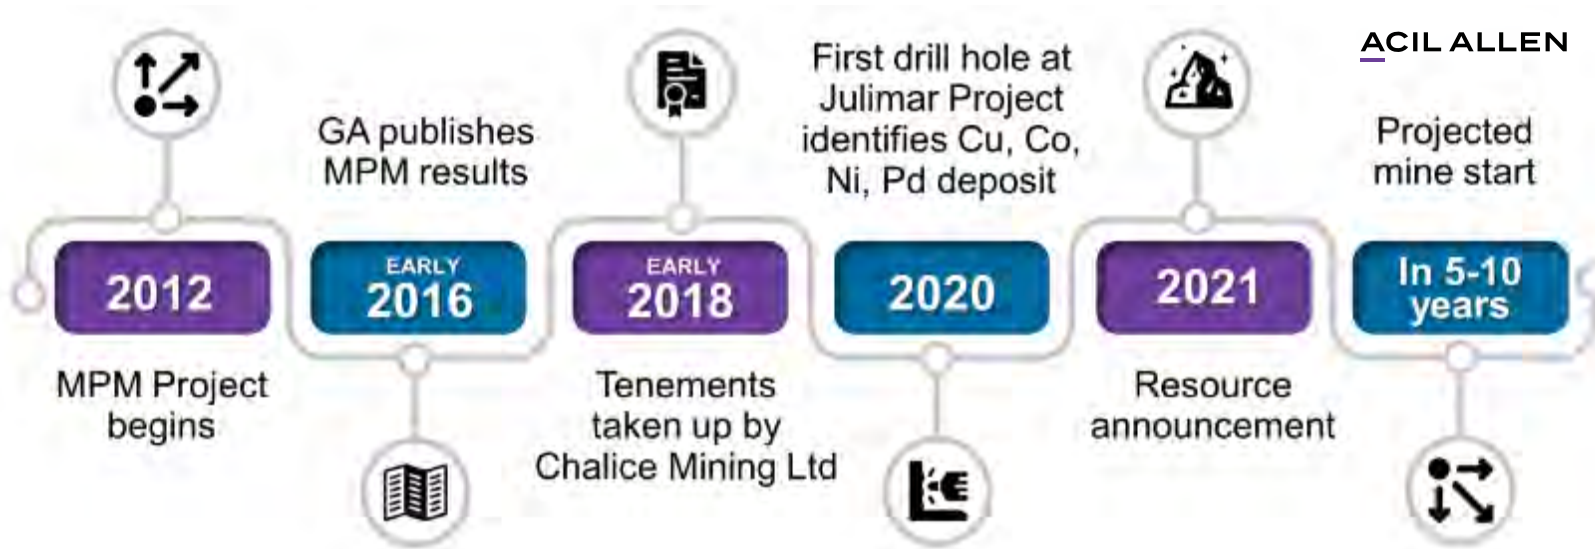 ACIL ALLEN
2012
MPM Project
begins
GA publishes
MPM results
EARLY
2016
EARLY
2018
Tenements
taken up by
Chalice Mining Ltd
First drill hole at
Julimar Project
identifies Cu, Co,
Ni, Pd deposit
2020
2021
Resource
announcement
Projected
mine start
In 5-10
years